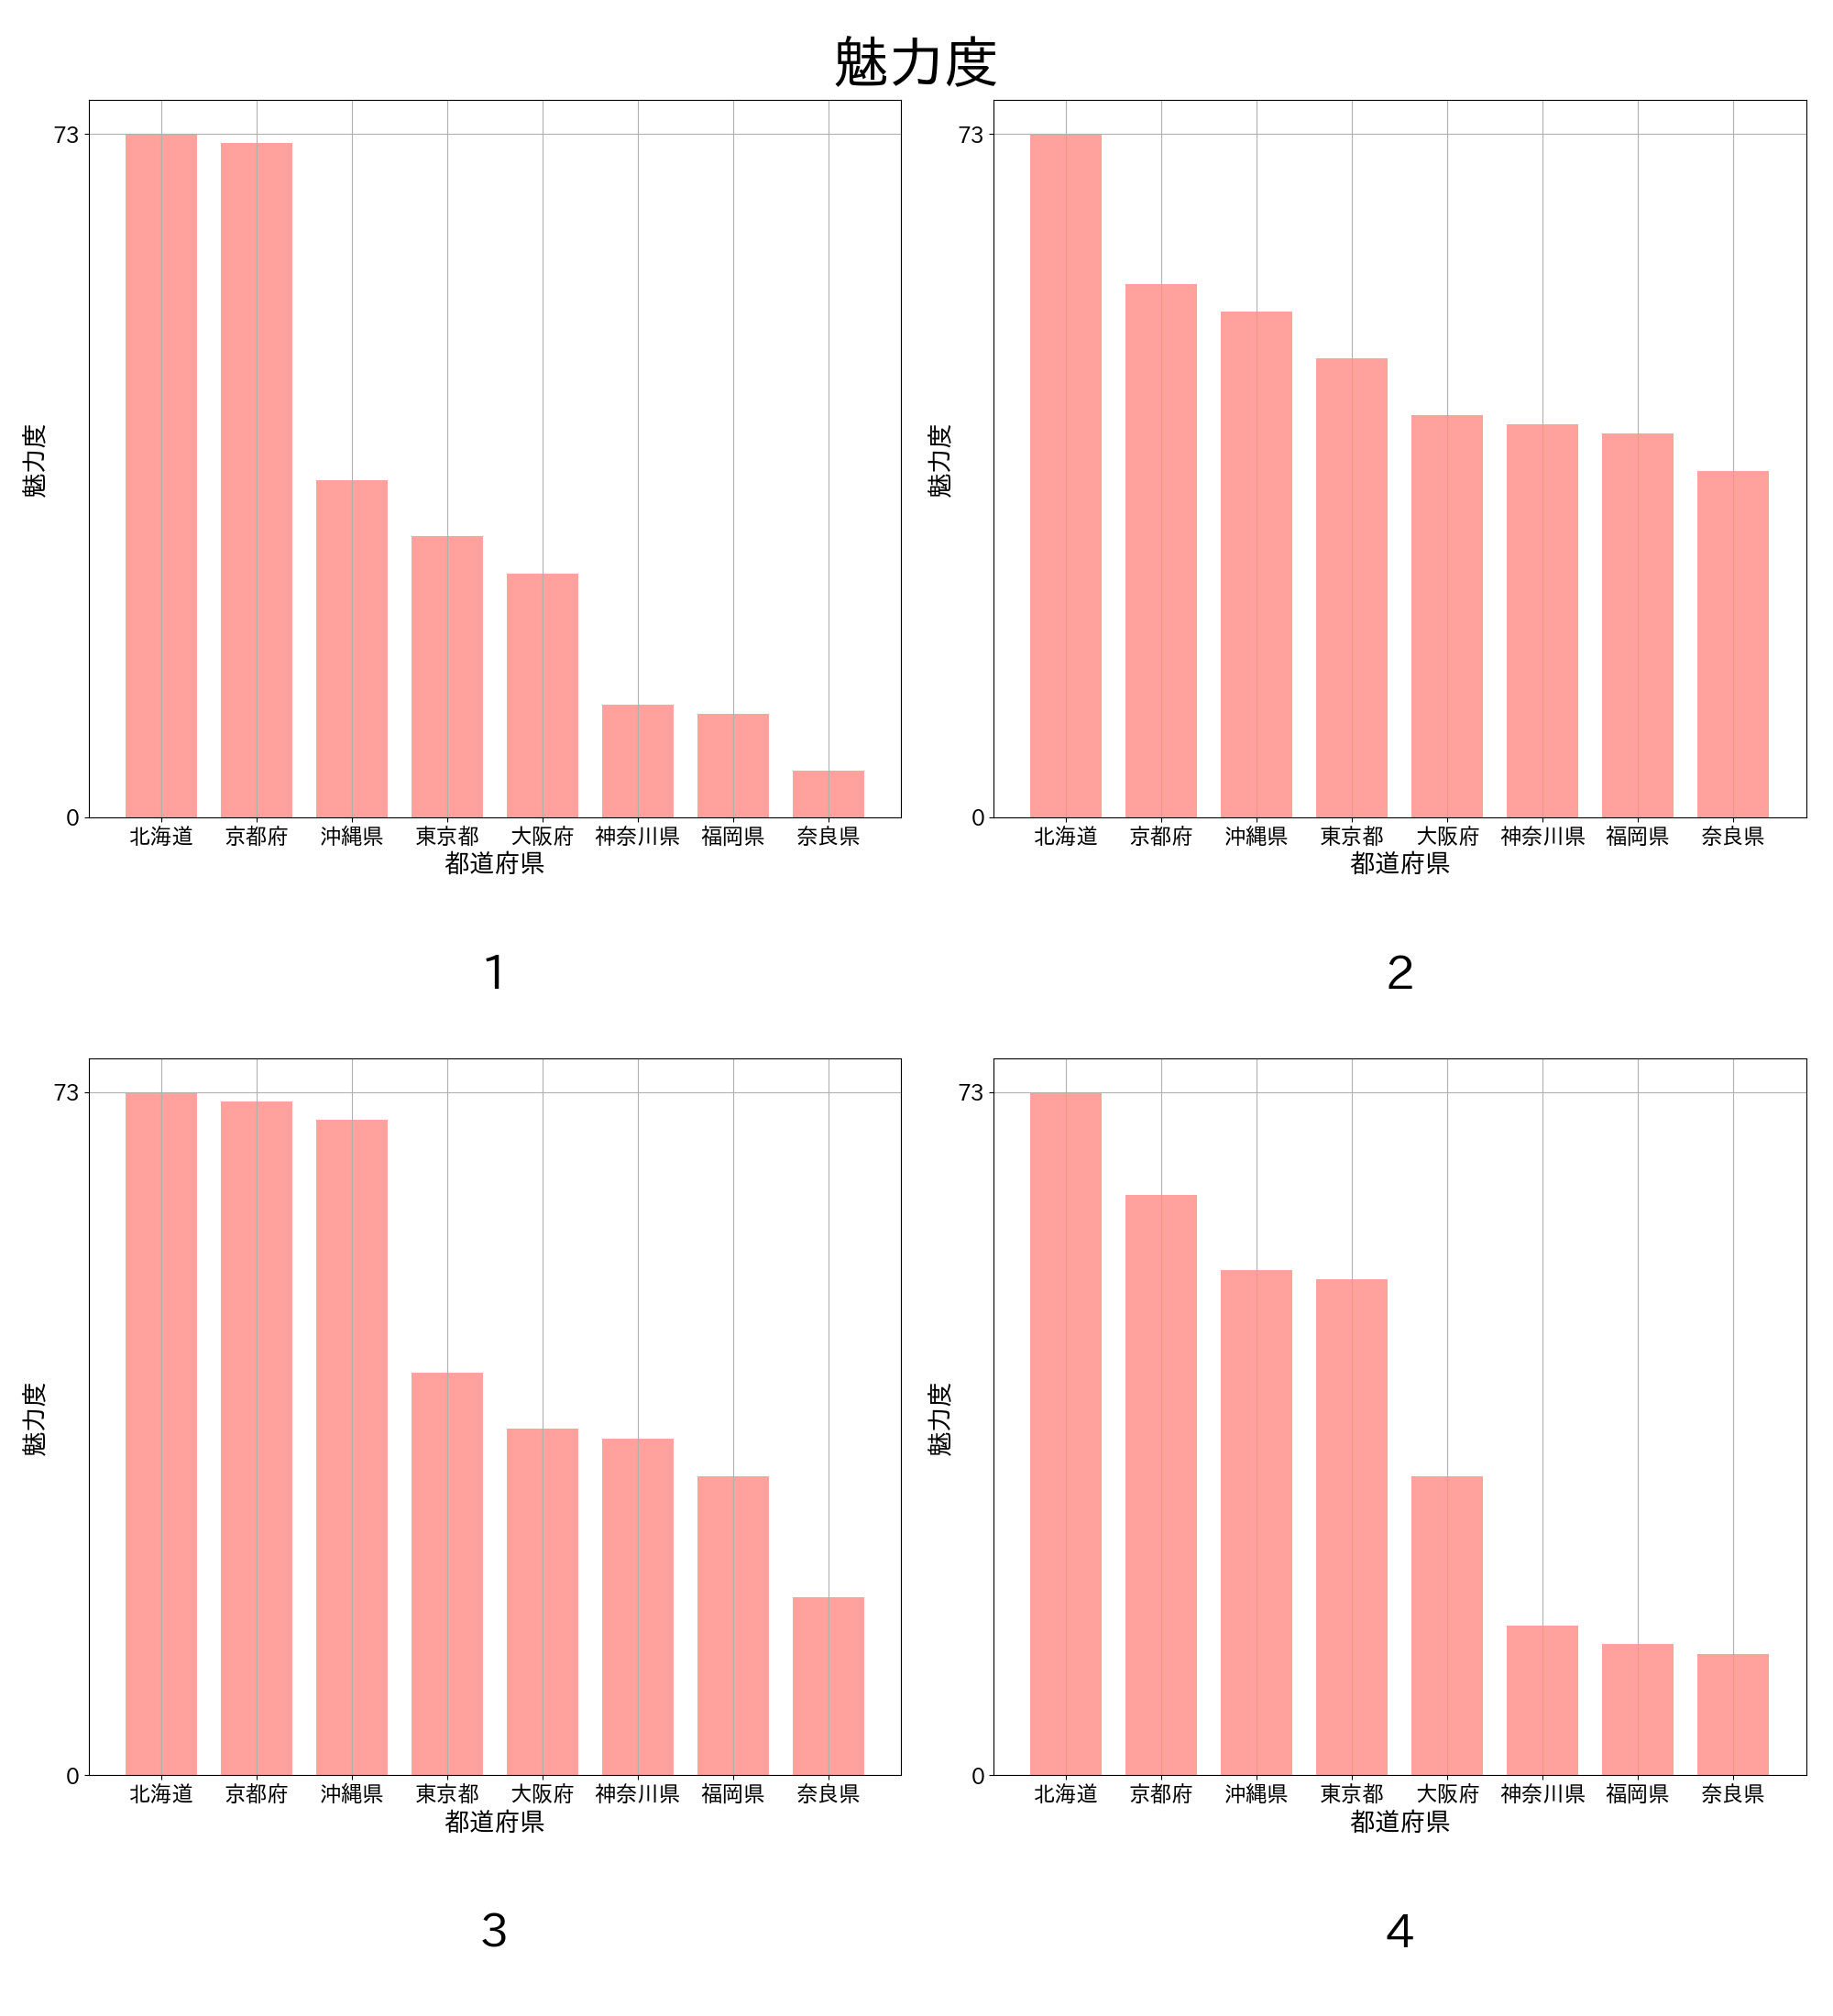 魅力度
73
0
魅力度
北海道 京都府 沖縄県 東京都 大阪府 神奈川県 福岡県 奈良県
都道府県
1
73
0
魅力度
北海道 京都府 沖縄県 東京都 大阪府 神奈川県 福岡県 奈良県
都道府県
2
73
0
魅力度
北海道 京都府 沖縄県 東京都 大阪府 神奈川県 福岡県 奈良県
都道府県
3
73
0
魅力度
北海道 京都府 沖縄県 東京都 大阪府 神奈川県 福岡県 奈良県
都道府県
4